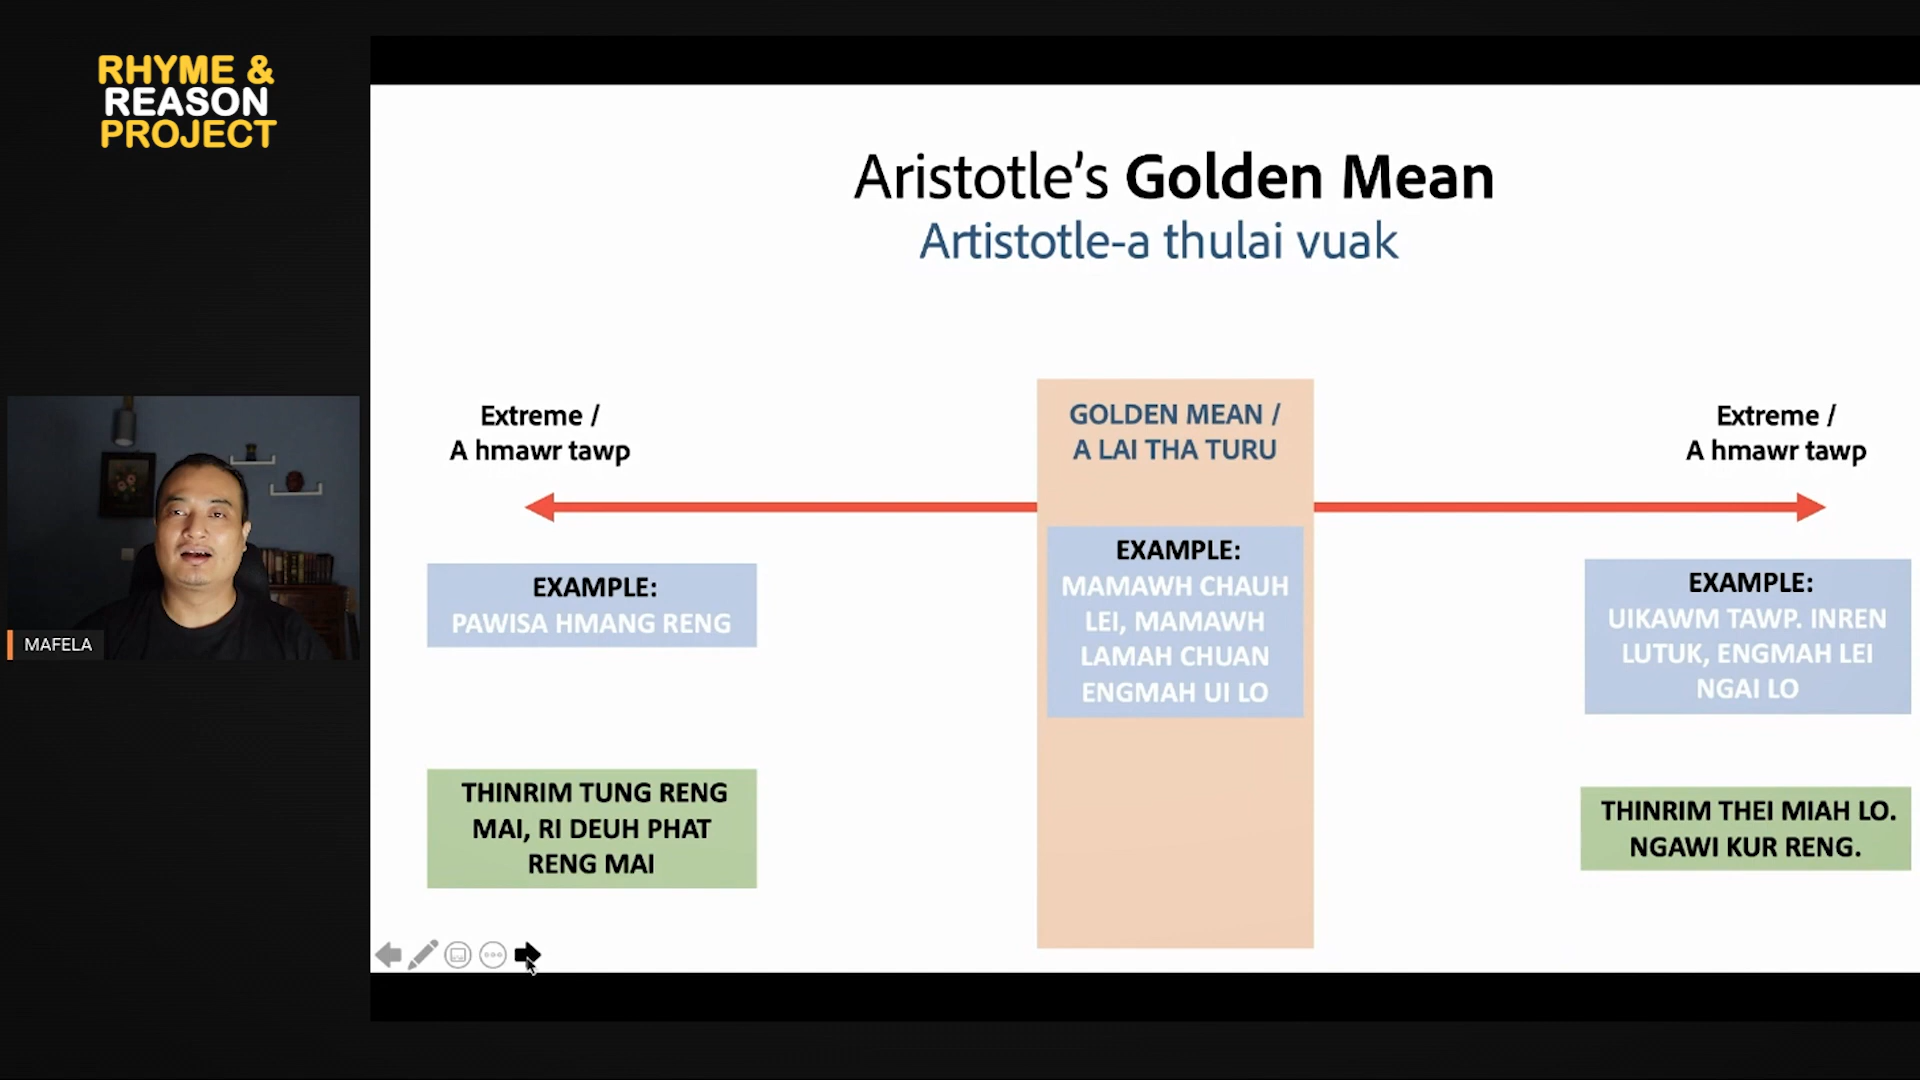 RHYME &
REASON
PROJECT
Aristotle's Golden Mean
Artistotle-a thulai vuak
Extreme /
A hmawr tawp
GOLDEN MEAN /
A LAI THA TURU
Extreme /
A hmawr tawp
EXAMPLE:
PAWISA HMANG RENG
EXAMPLE:
MAMAWH CHAUH
LEI, MAMAWH
LAMAH CHUAN
ENGMAH UI LO
EXAMPLE:
UIKAWM TAWP. INREN
LUTUK, ENGMAH LEI
NGAI LO
THINRIM TUNG RENG
MAI, RI DEUH PHAT
RENG MAI
THINRIM THEI MIAH LO.
NGAWI KUR RENG.
MAFELA